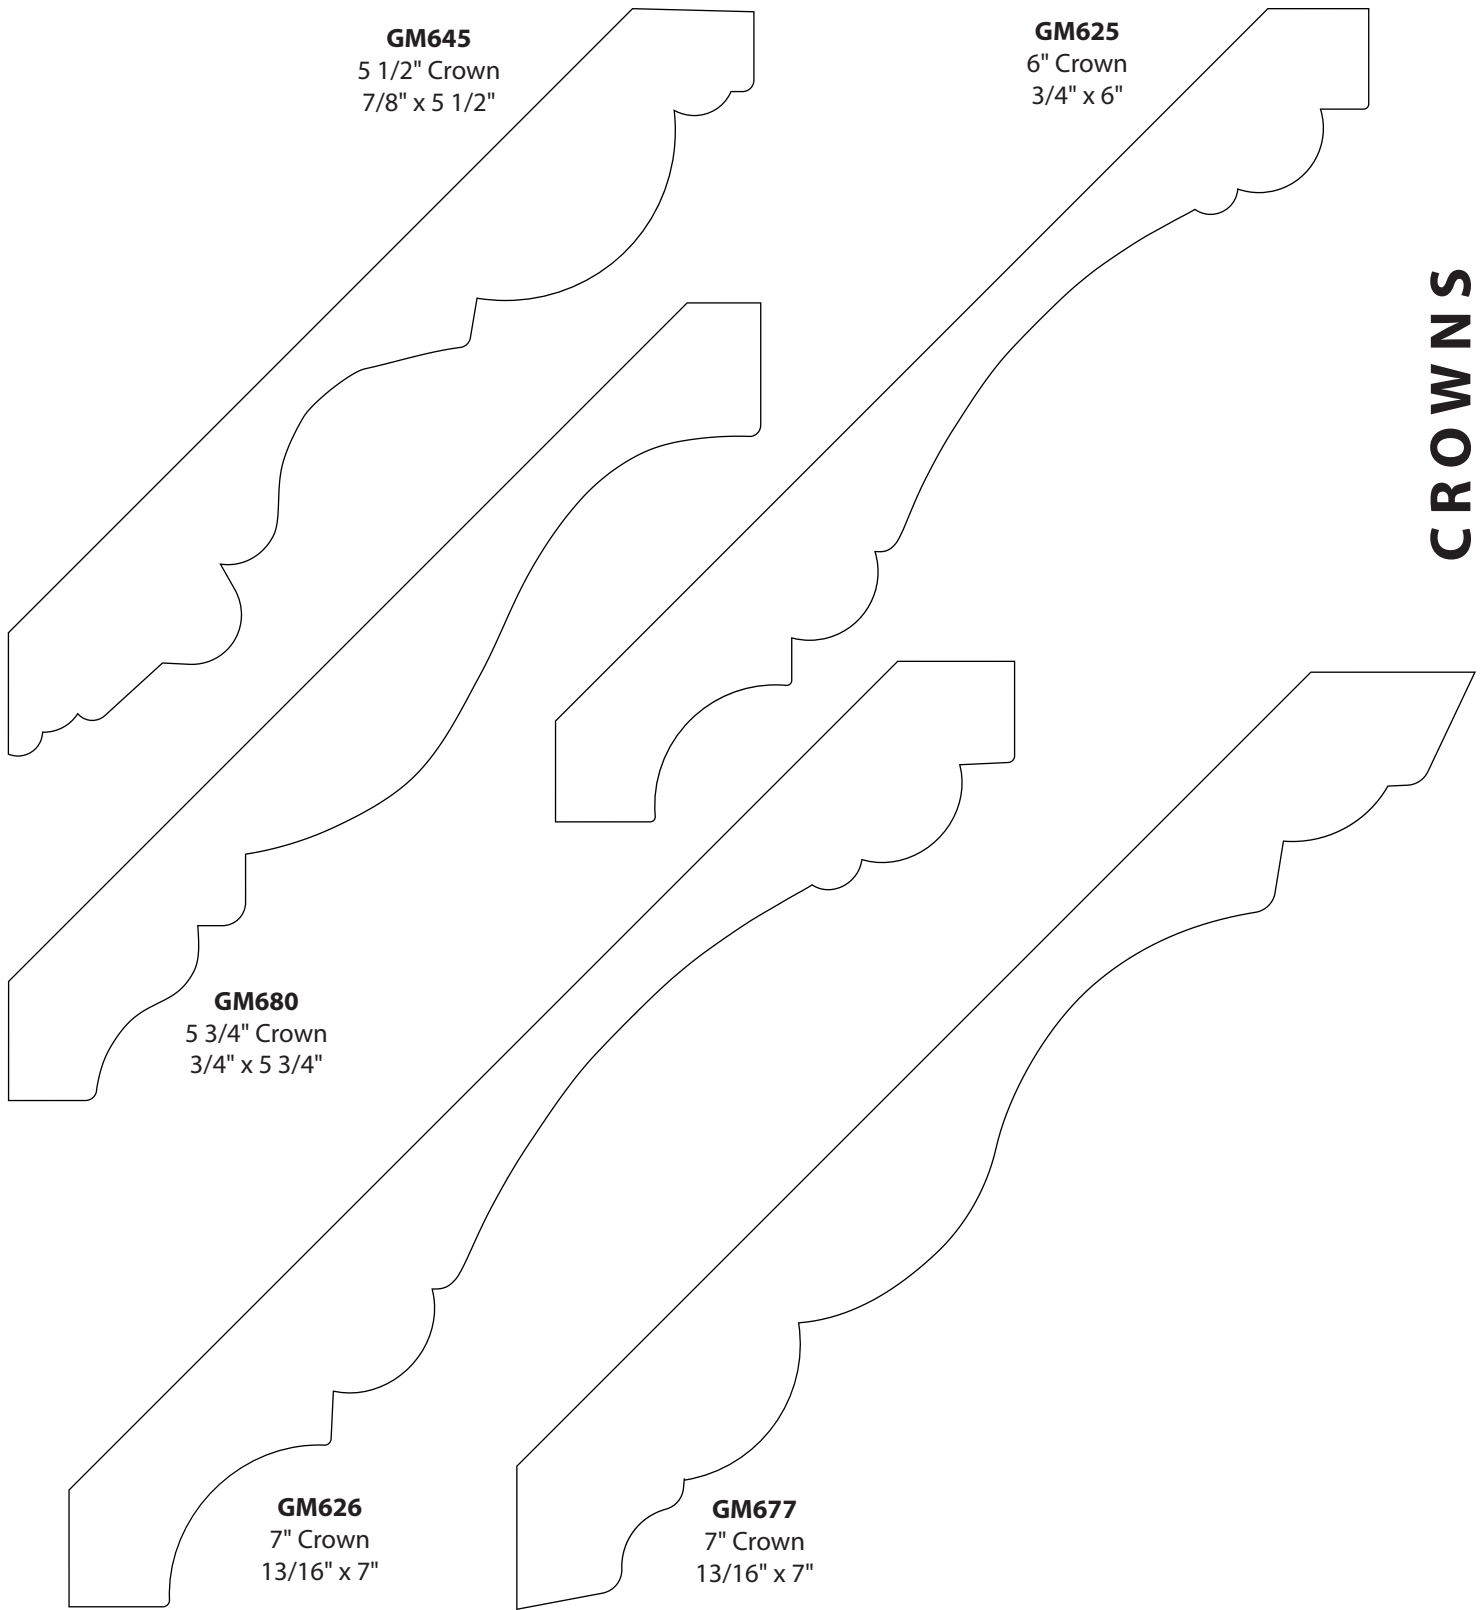 GM645
5 1/2" Crown
7/8" x 5 1/2"
GM625
6" Crown
3/4" x 6"
CROWNS
GM680
5 3/4" Crown
3/4" x 5 3/4"
GM626
7" Crown
13/16" x 7"
GM677
7" Crown
13/16" x 7"